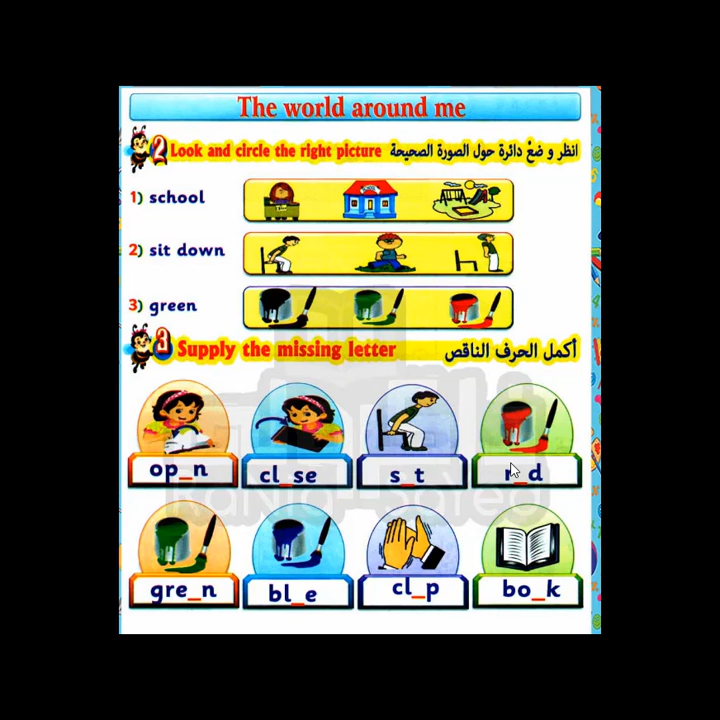 The world around me
2 Look and circle the right picture انظر و ضعْ دائرة حول الصورة الصحيحة
1) school
2) sit down
3) green
3 Supply the missing letter أكمل الحرف الناقص
op_n cl_se s_t r_d
gre_n bl_e cl_p bo_k